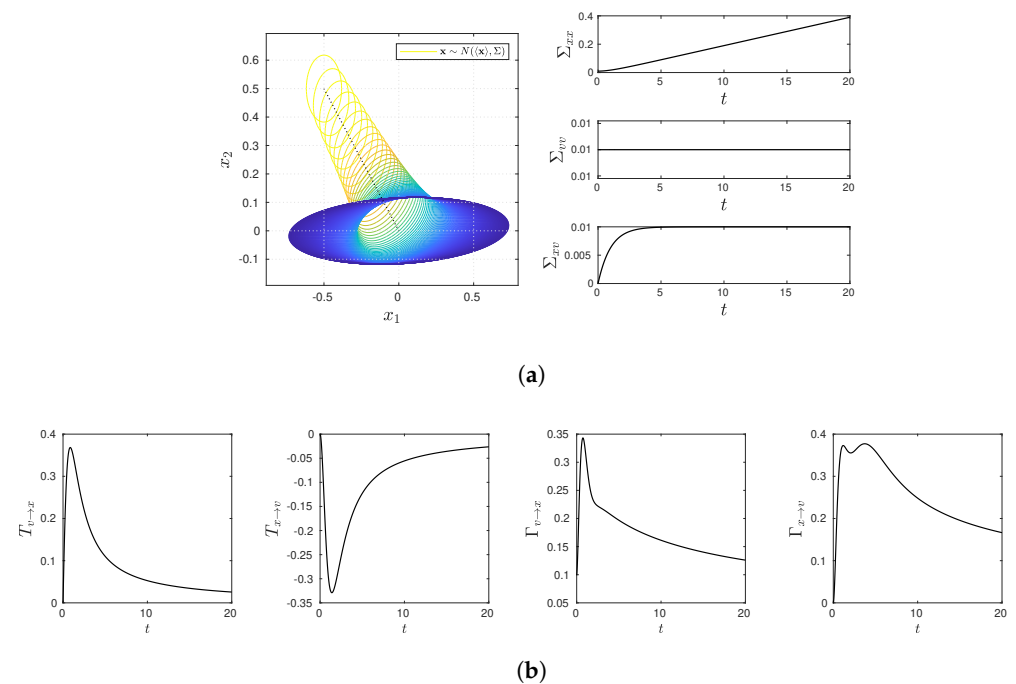 x ∼ N(⟨x⟩, Σ)
0.6
0.5
0.4
0.3
0.2
0.1
0
-0.1
x₂
-0.5 0 0.5
x₁
0.4
0.2
0
Σxx
0 5 10 15 20
t
0.01
0.01
0.01
Σvv
0 5 10 15 20
t
0.01
0.005
0
Σxv
0 5 10 15 20
t
(a)
0.4
0.3
0.2
0.1
0
Tv→x
0 10 20
t
0
-0.05
-0.1
-0.15
-0.2
-0.25
-0.3
-0.35
Tx→v
0 10 20
t
0.35
0.3
0.25
0.2
0.15
0.1
0.05
Γv→x
0 10 20
t
0.4
0.3
0.2
0.1
0
Γx→v
0 10 20
t
(b)